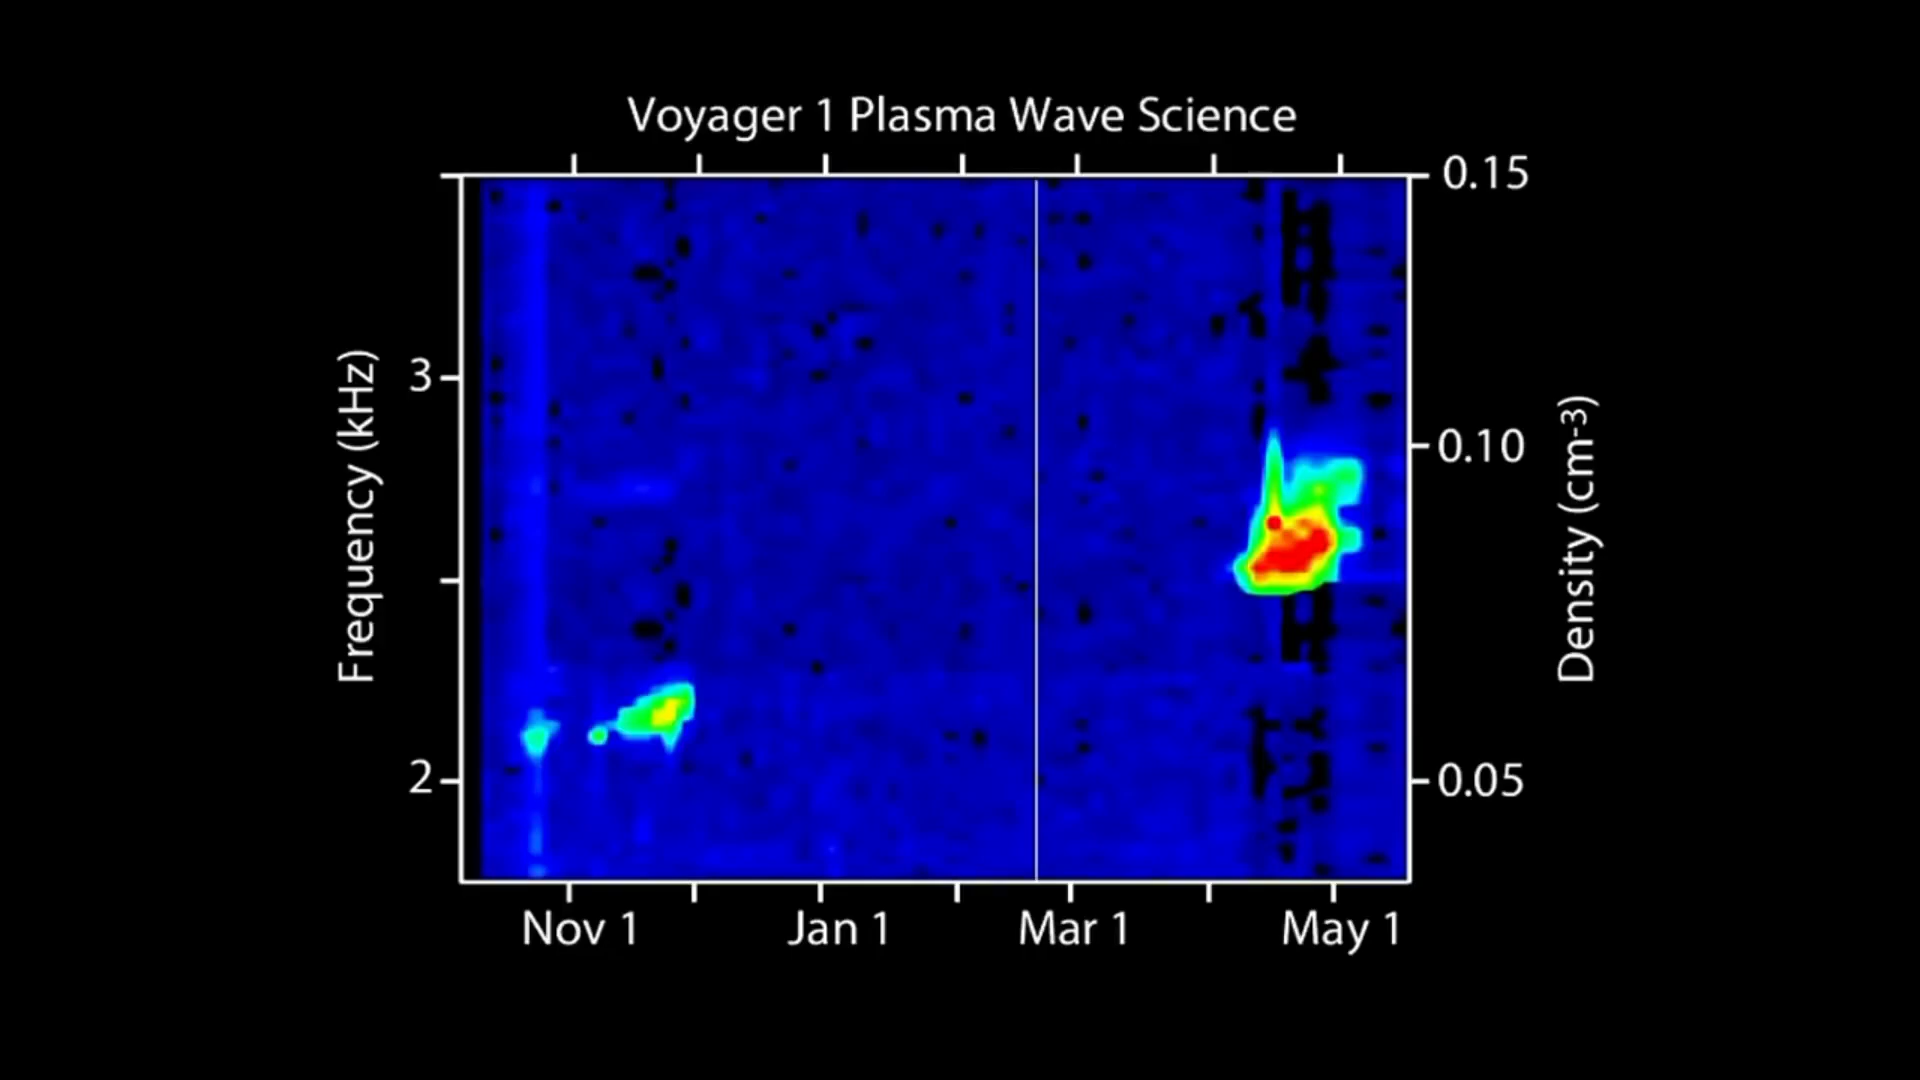 Voyager 1 Plasma Wave Science
0.15
3
0.10
Frequency (kHz)
Density (cm-3)
2
0.05
Nov 1 Jan 1 Mar 1 May 1